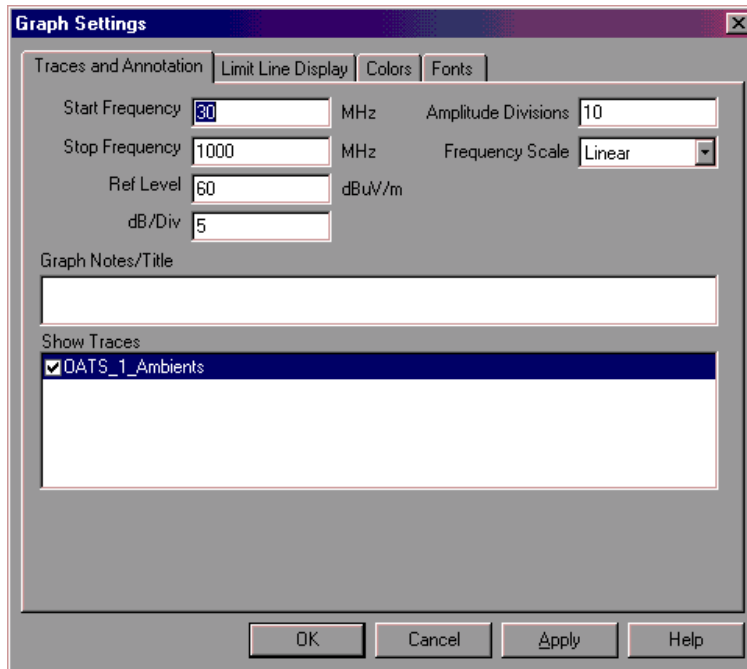 Graph Settings
Traces and Annotation Limit Line Display Colors Fonts
Start Frequency 30 MHz Amplitude Divisions 10
Stop Frequency 1000 MHz Frequency Scale Linear
Ref Level 60 dBuV/m
dB/Div 5
Graph Notes/Title
Show Traces
OATS_1_Ambients
OK Cancel Apply Help